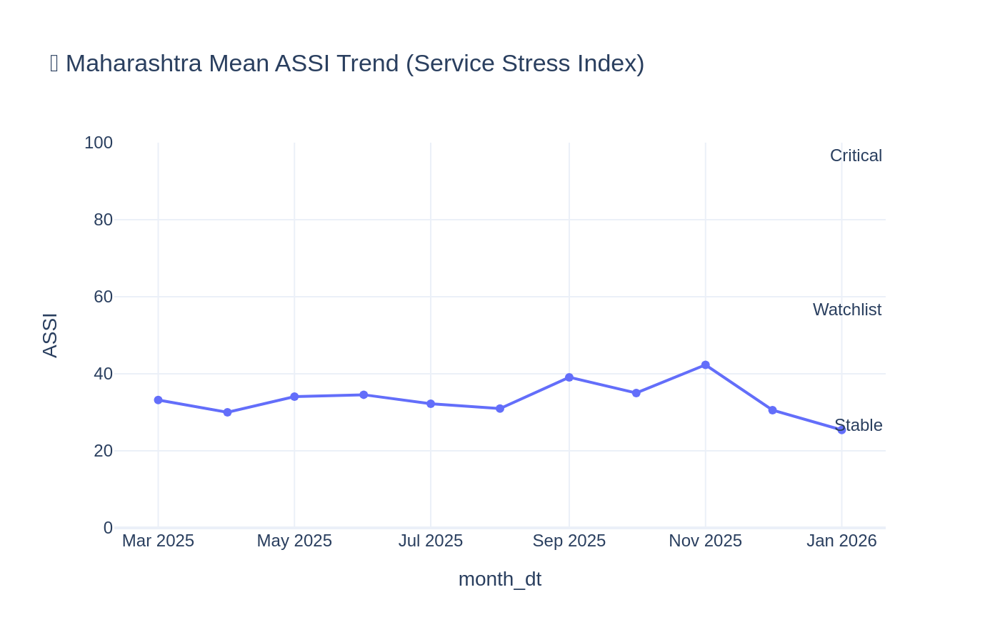 Maharashtra Mean ASSI Trend (Service Stress Index)
100
80
60
40
20
0
ASSI
Critical
Watchlist
Stable
Mar 2025
May 2025
Jul 2025
Sep 2025
Nov 2025
Jan 2026
month_dt